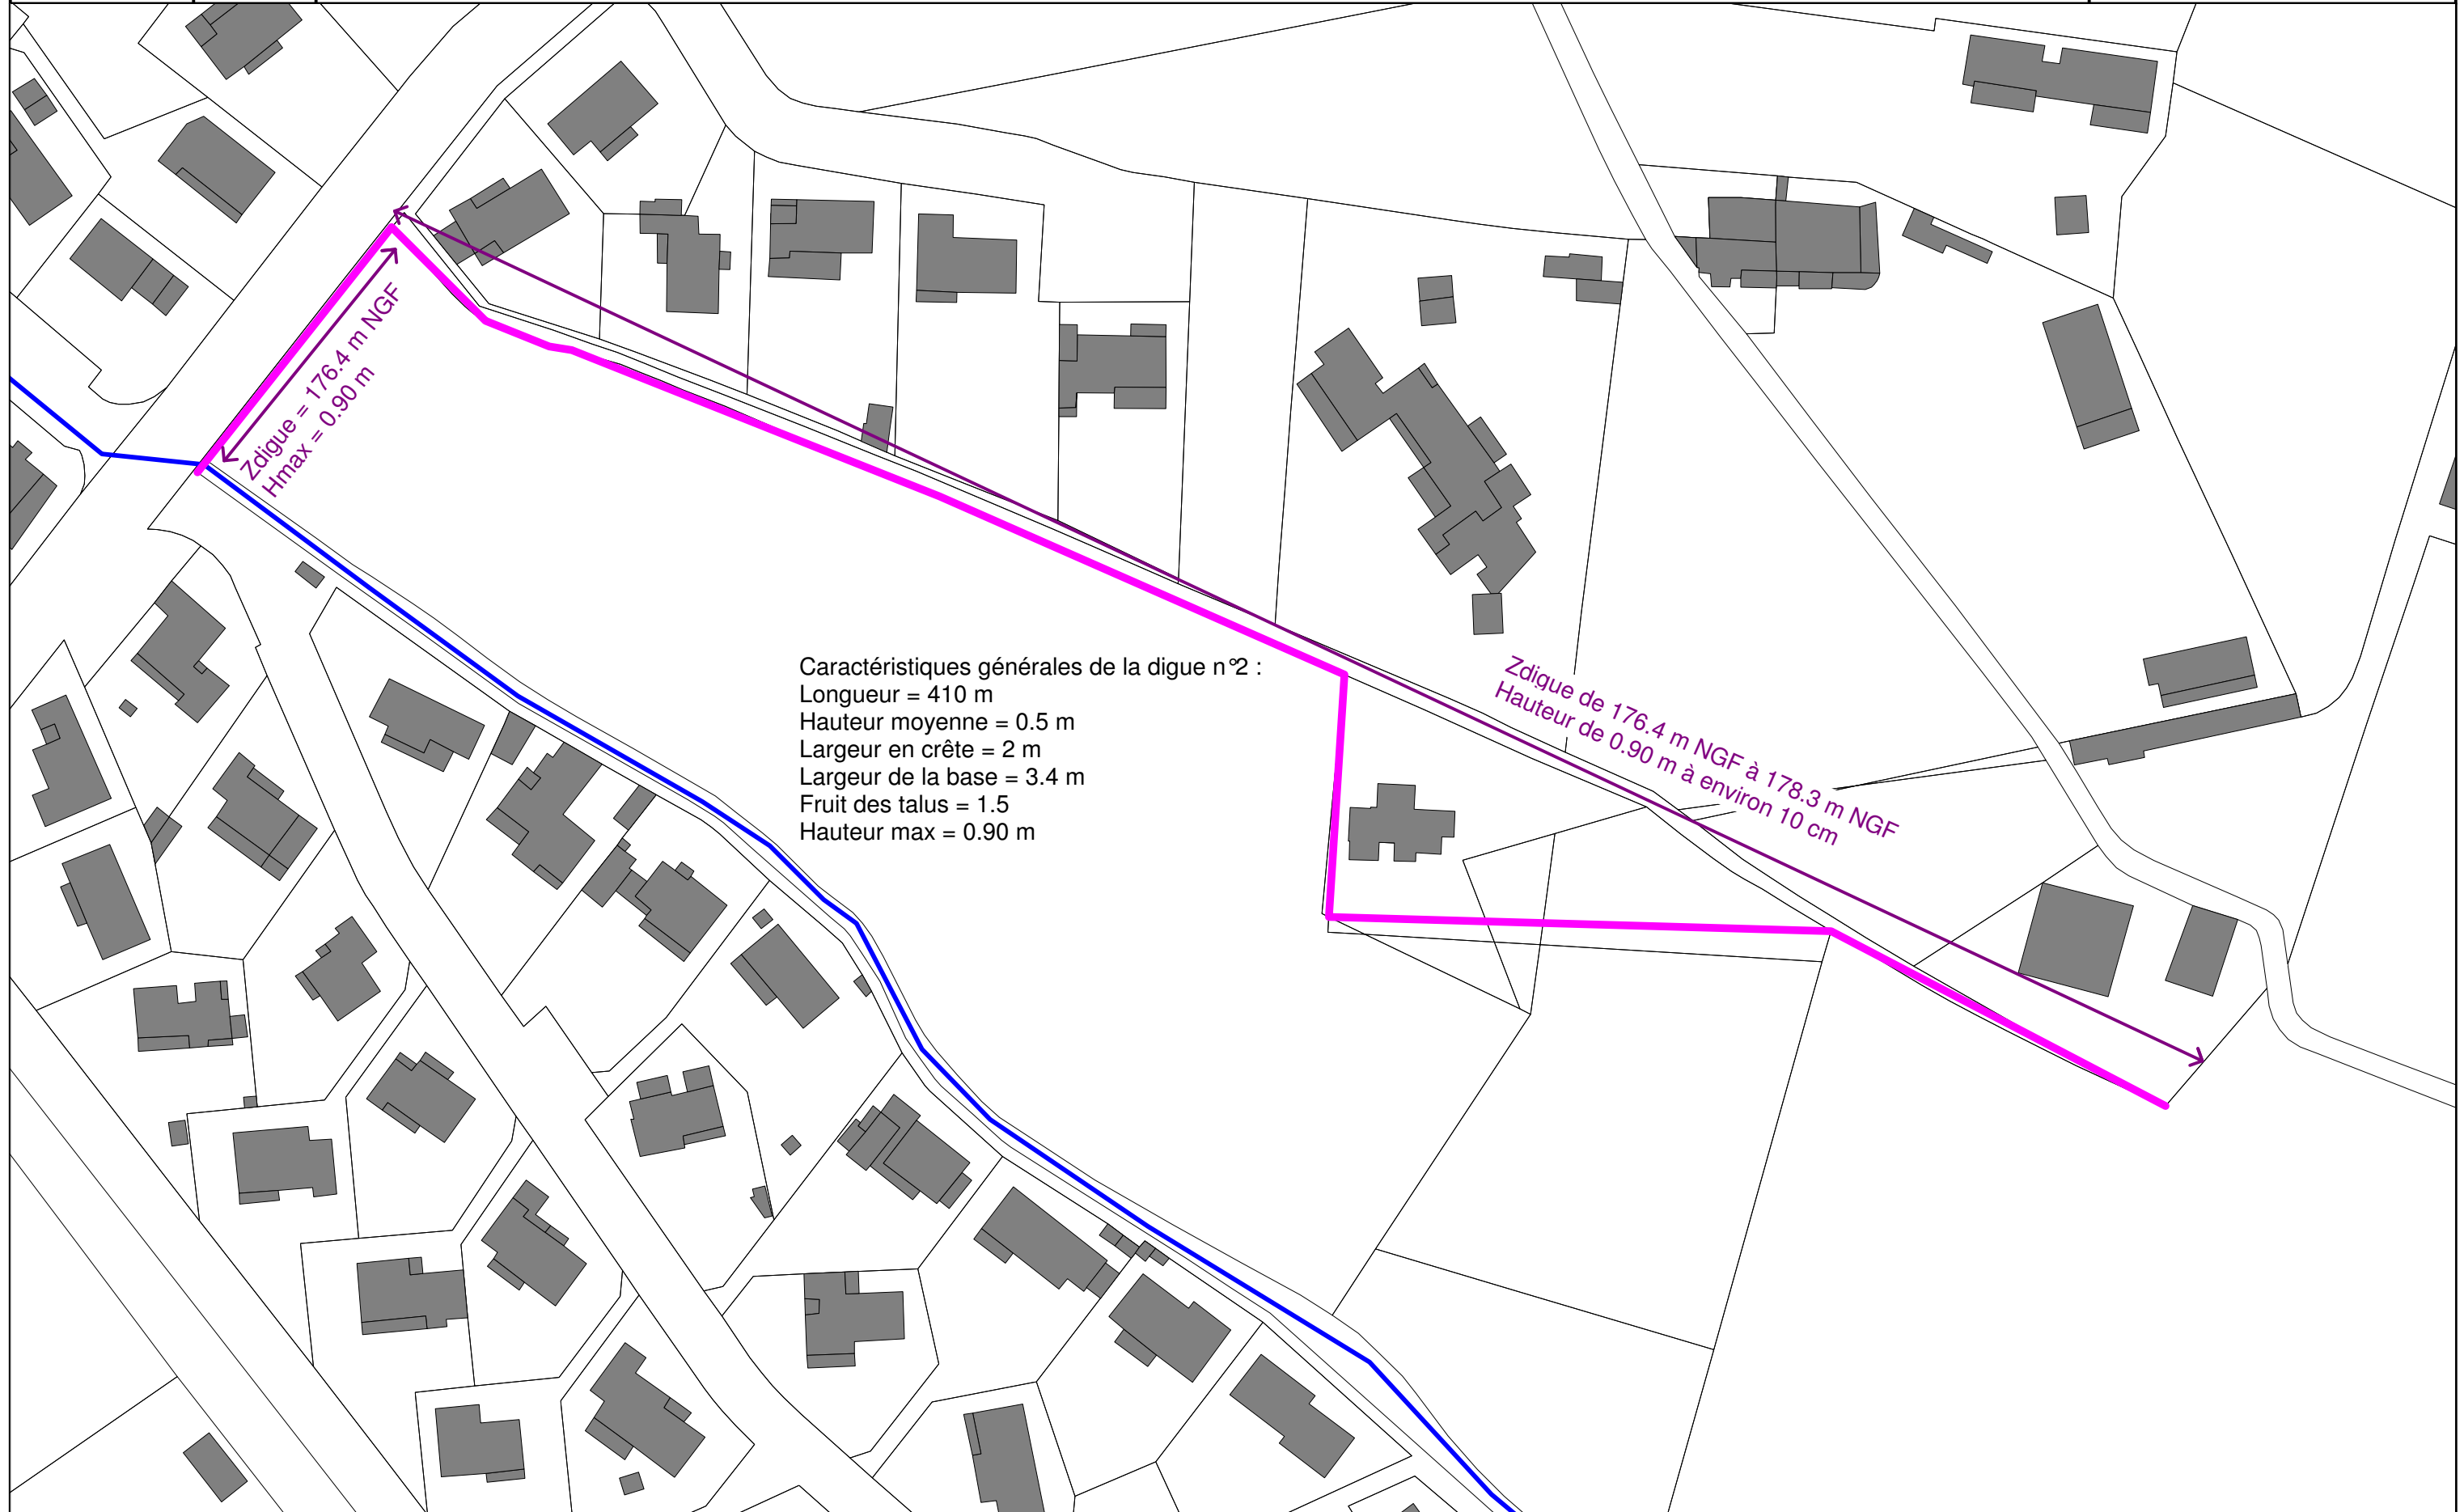 Zdigue = 176.4 m NGF
Hmax = 0.90 m
Caractéristiques générales de la digue n°2 :
Longueur = 410 m
Hauteur moyenne = 0.5 m
Largeur en crête = 2 m
Largeur de la base = 3.4 m
Fruit des talus = 1.5
Hauteur max = 0.90 m
Zdigue de 176.4 m NGF à 178.3 m NGF
Hauteur de 0.90 m à environ 10 cm